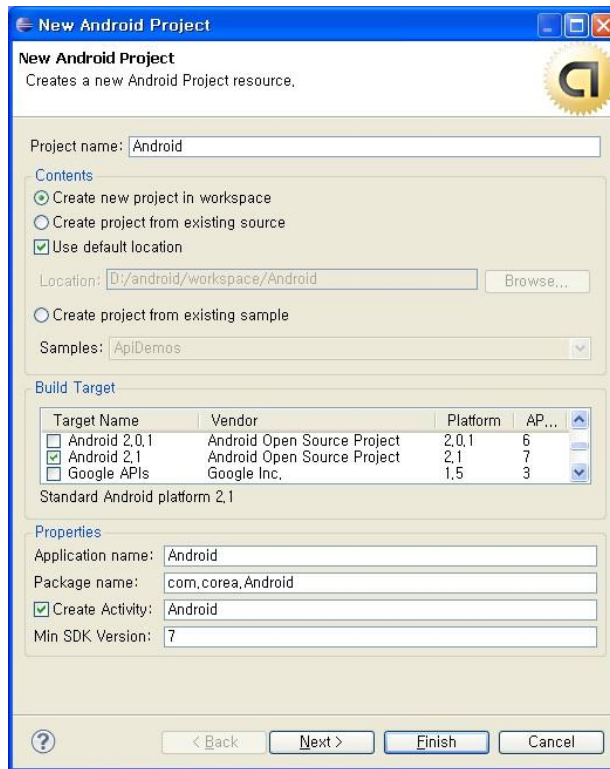 New Android Project
New Android Project
Creates a new Android Project resource.
Project name: Android
Contents
Create new project in workspace
Create project from existing source
Use default location
Location: D:/android/workspace/Android Browse...
Create project from existing sample
Samples: ApiDemos
Build Target
Target Name Vendor Platform AP...
Android 2.0.1 Android Open Source Project 2.0.1 6
Android 2.1 Android Open Source Project 2.1 7
Google APIs Google Inc. 1.5 3
Standard Android platform 2.1
Properties
Application name: Android
Package name: com.corea.Android
Create Activity: Android
Min SDK Version: 7
? < Back Next > Finish Cancel